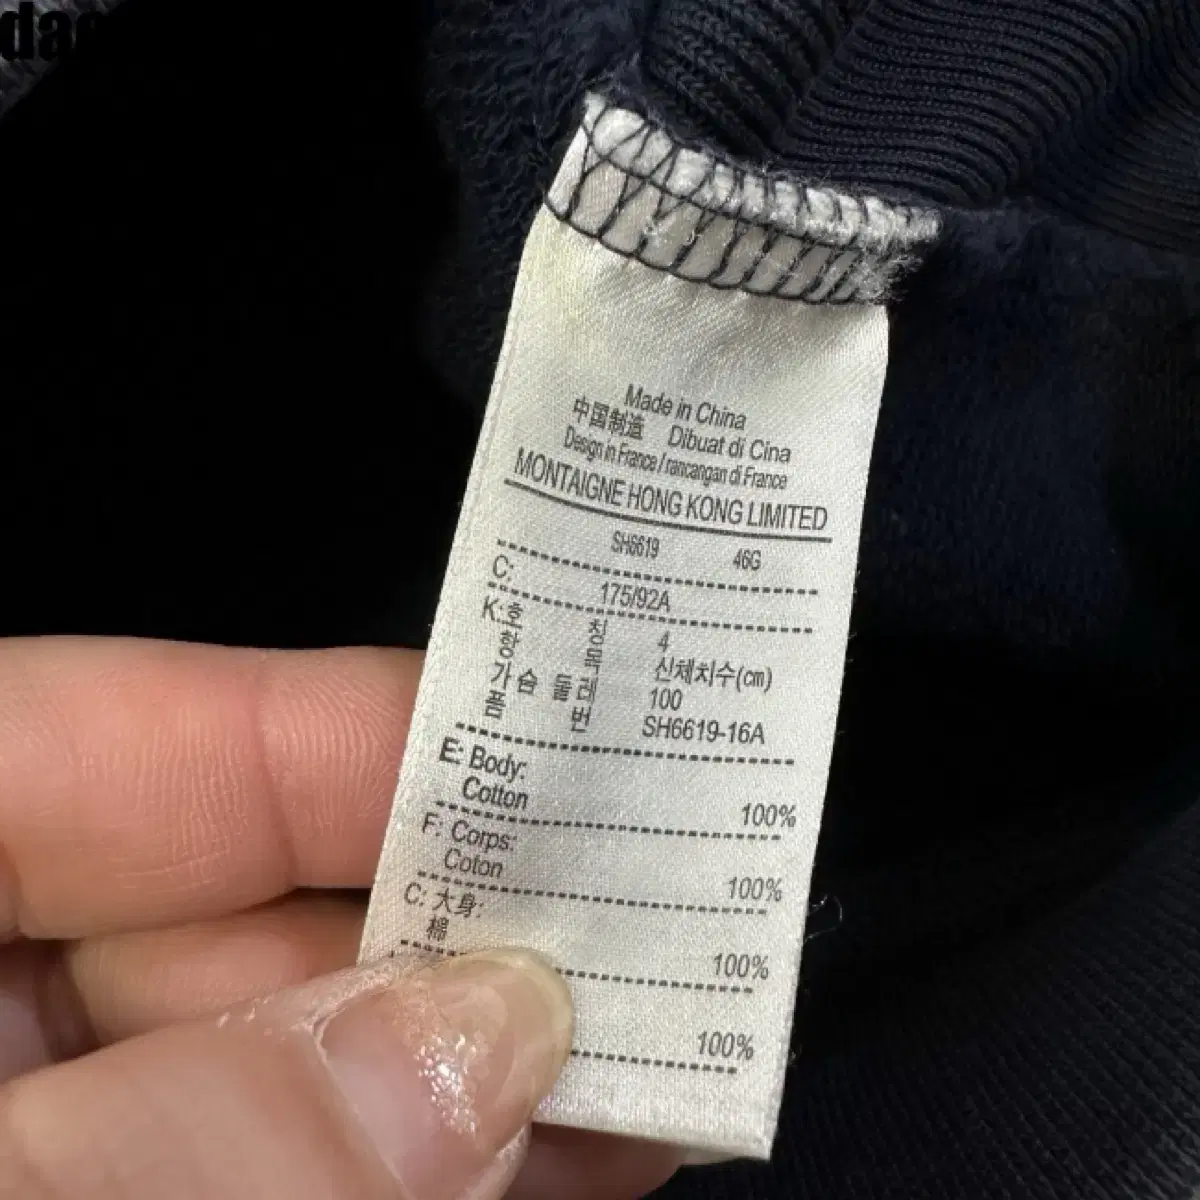 Made in China
中国制造 Dibuat di Cina
Design in France / rancangan di France
MONTAIGNE HONG KONG LIMITED
SH6619 46G
C: 175/92A
K:호 칭 4
항 목 신체치수(cm)
가슴 둘레 100
품 번 SH6619-16A
E: Body:
Cotton 100%
F: Corps:
Coton 100%
C: 大身:
棉 100%
100%